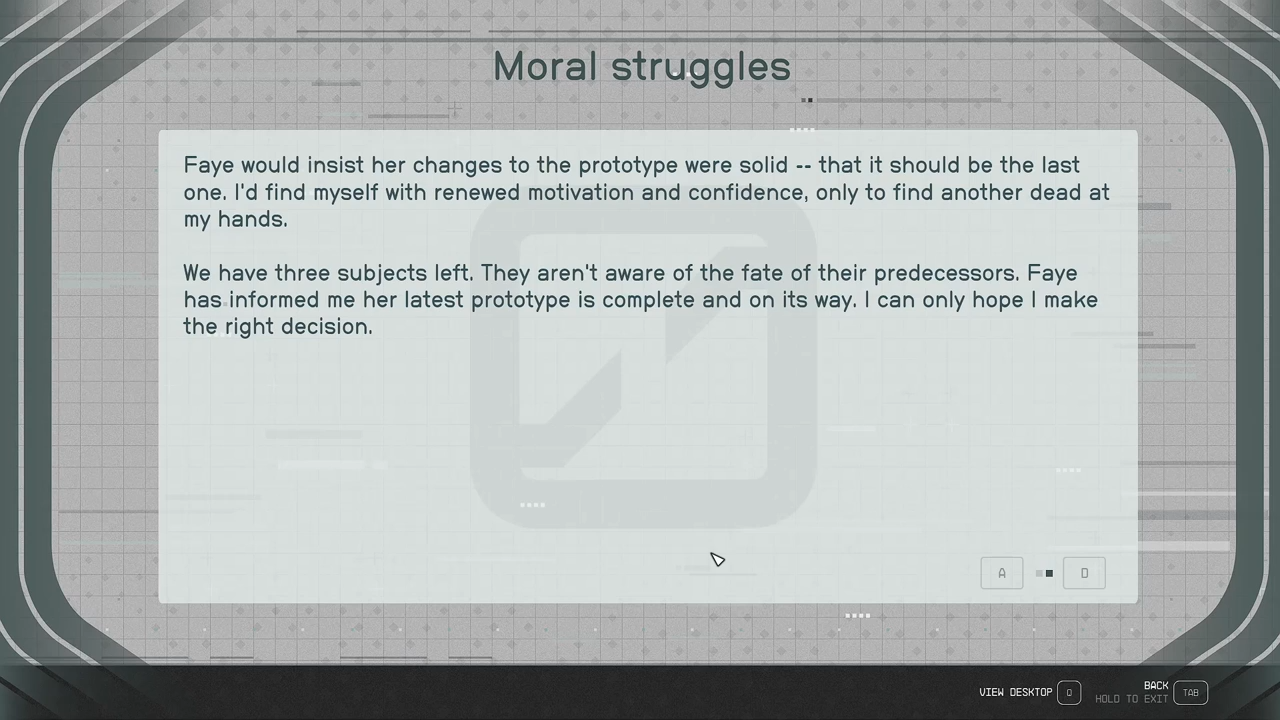 Moral struggles
Faye would insist her changes to the prototype were solid -- that it should be the last
one. I'd find myself with renewed motivation and confidence, only to find another dead at
my hands.
We have three subjects left. They aren't aware of the fate of their predecessors. Faye
has informed me her latest prototype is complete and on its way. I can only hope I make
the right decision.
A
D
VIEW DESKTOP Q
BACK
HOLD TO EXIT TAB